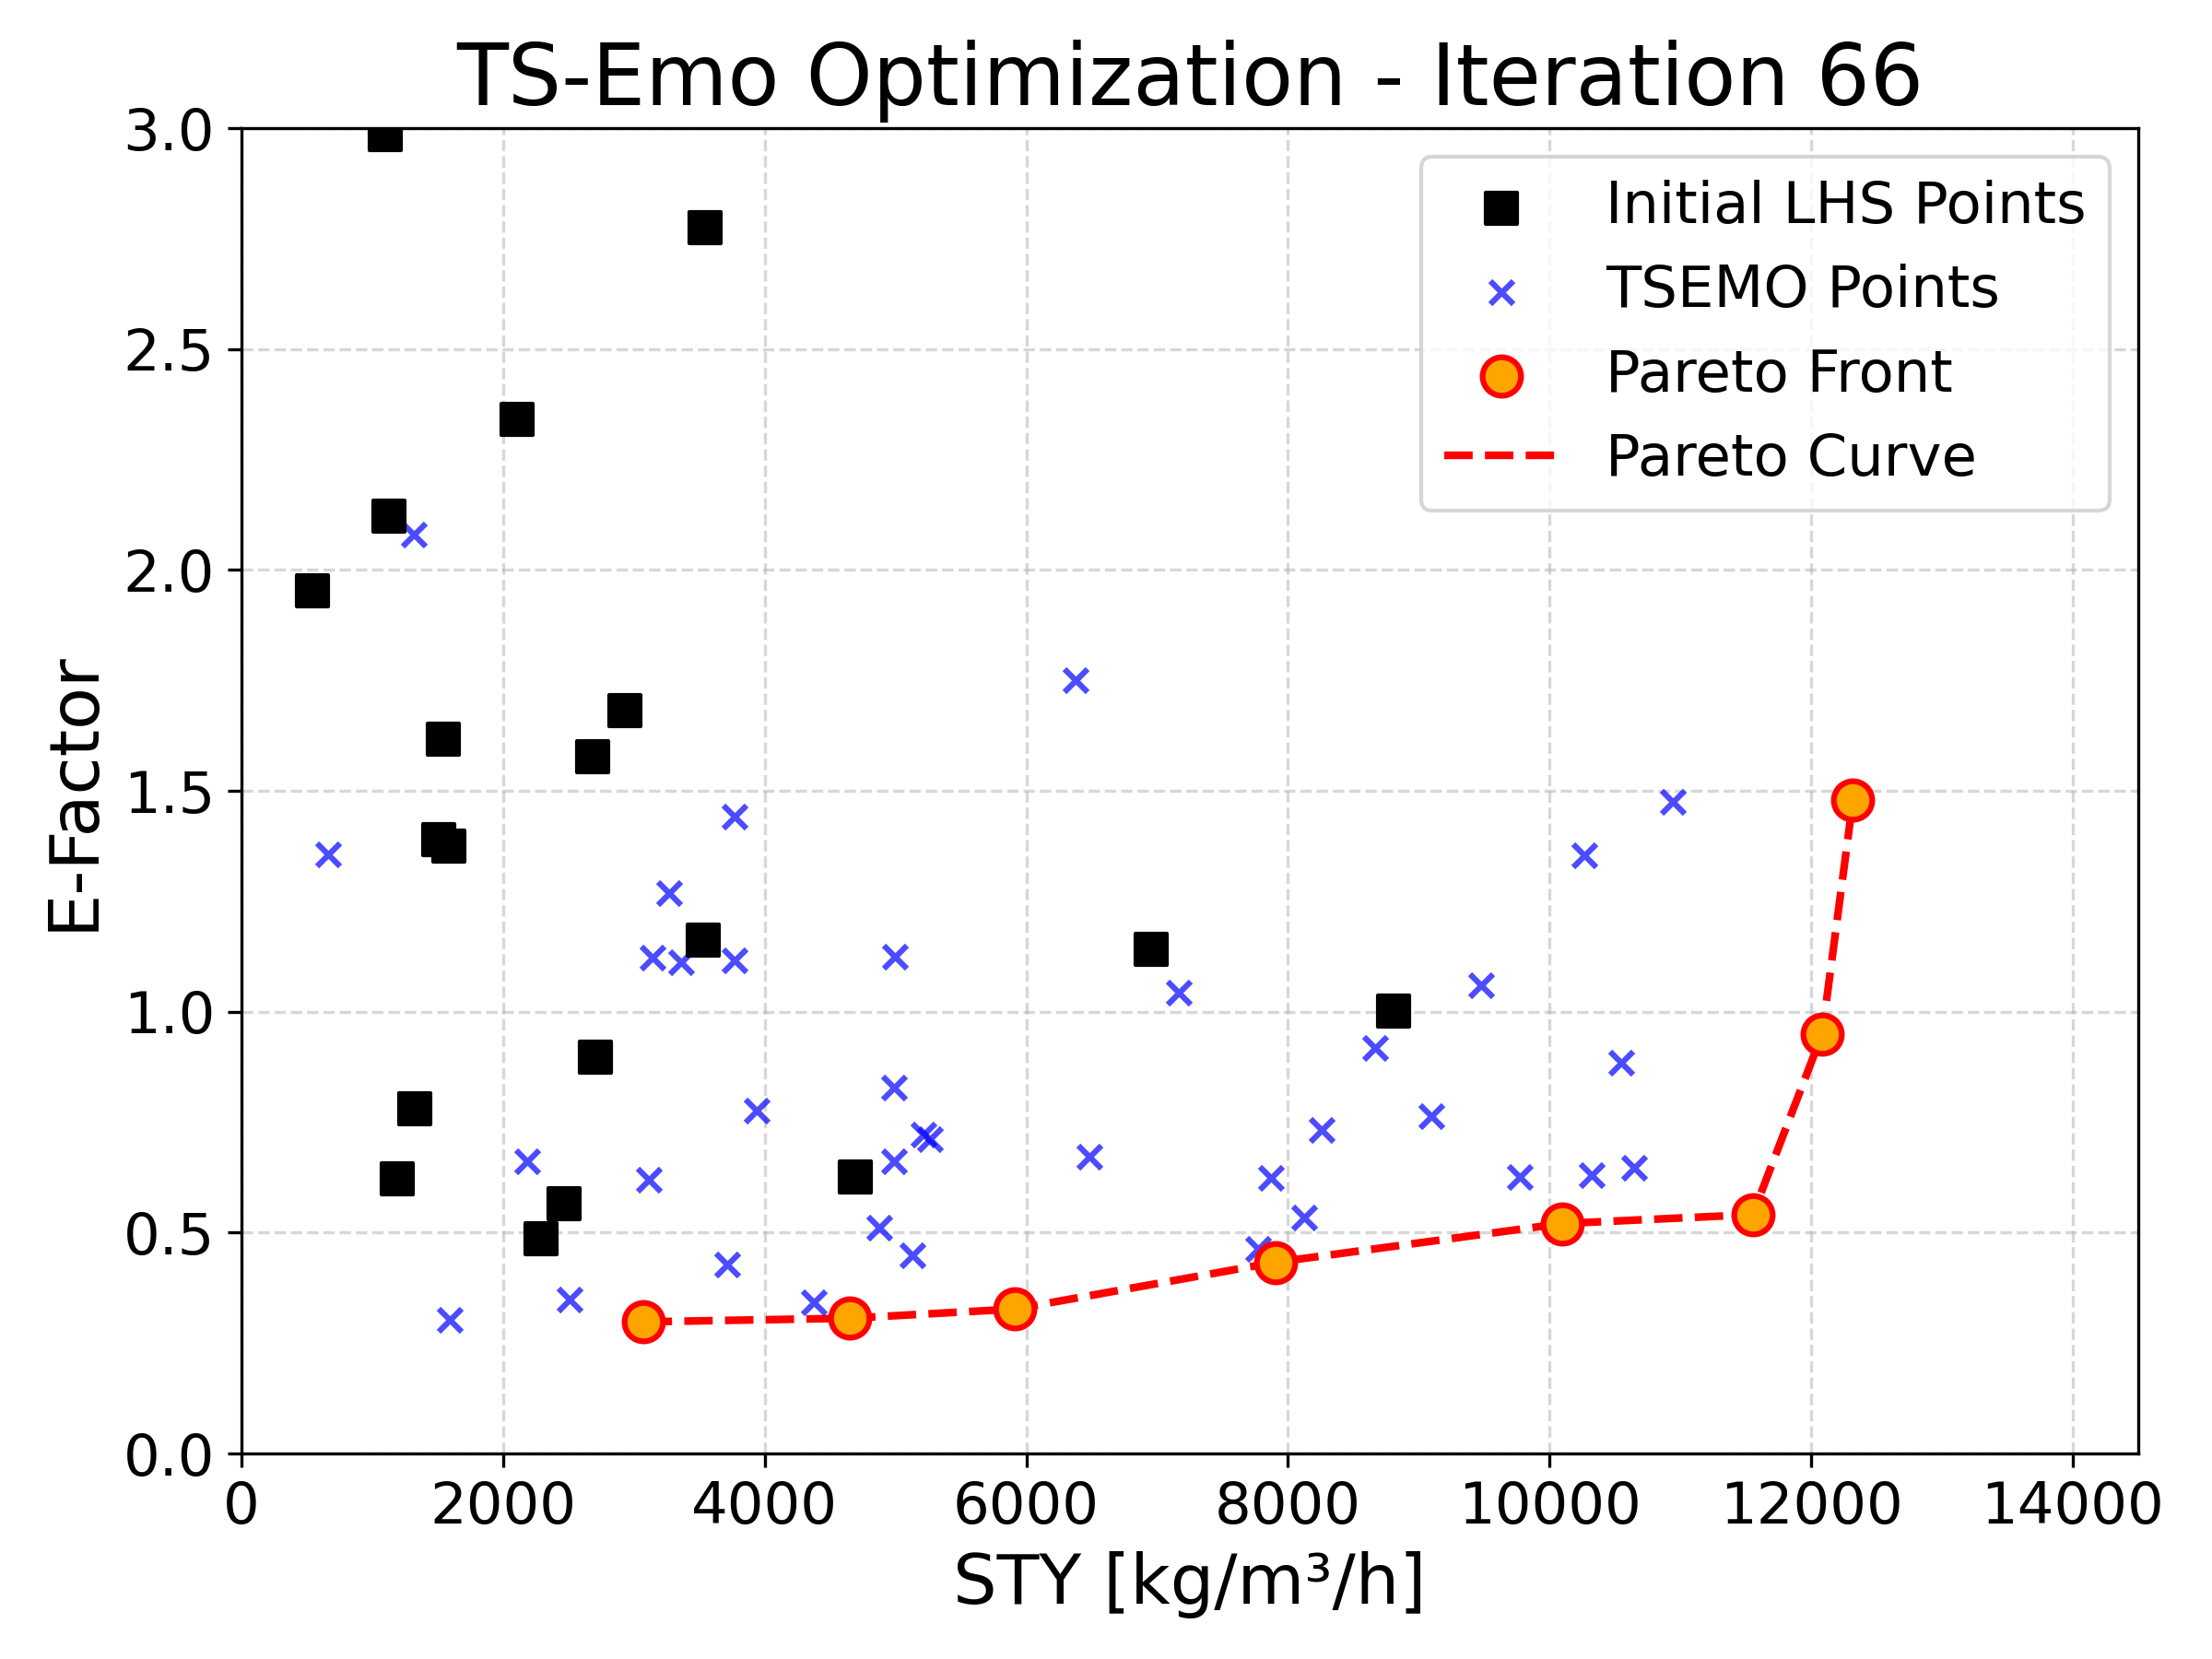 TS-Emo Optimization - Iteration 66
3.0
2.5
2.0
1.5
1.0
0.5
0.0
E-Factor
Initial LHS Points
TSEMO Points
Pareto Front
Pareto Curve
0 2000 4000 6000 8000 10000 12000 14000
STY [kg/m³/h]